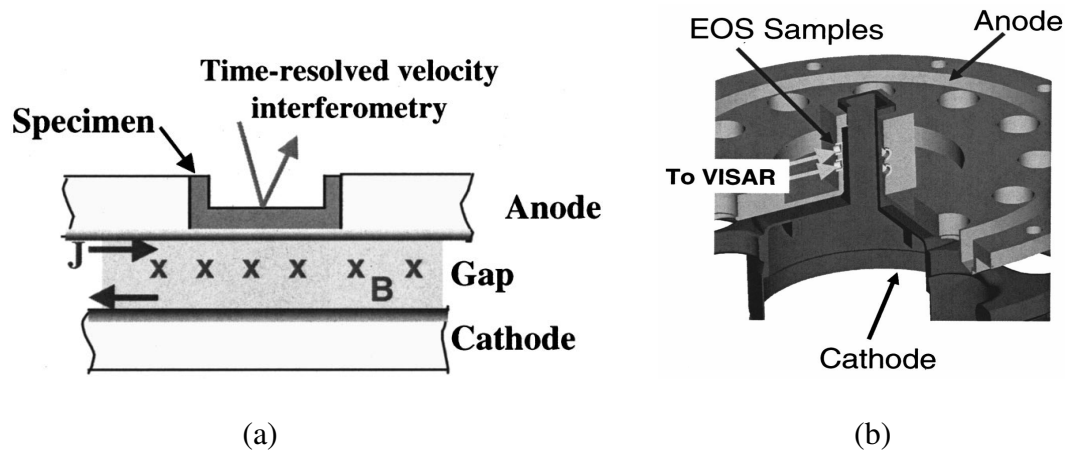 Time-resolved velocity
interferometry
Specimen
Anode
J
x x x x x x
B
Gap
Cathode
(a)
EOS Samples
Anode
To VISAR
Cathode
(b)